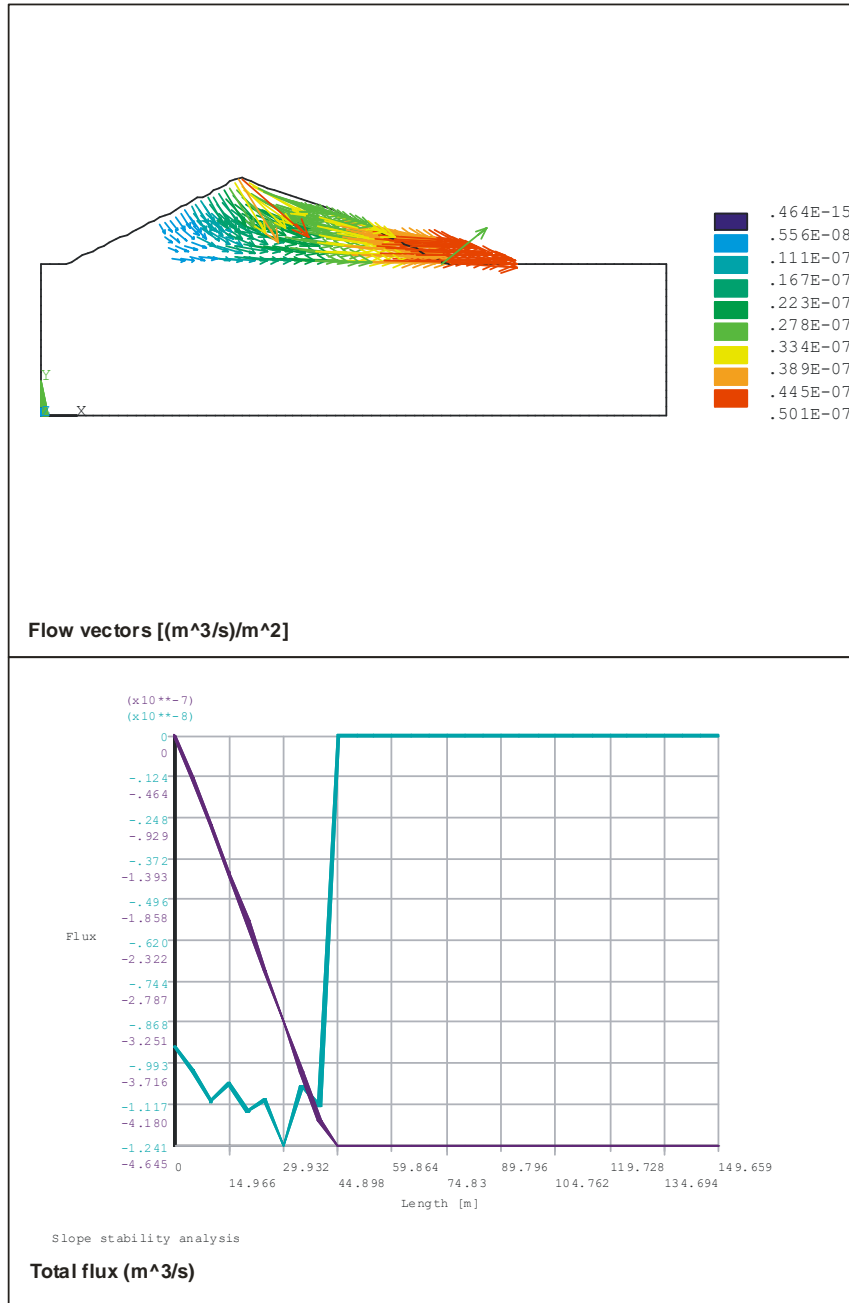 .464E-15
.556E-08
.111E-07
.167E-07
.223E-07
.278E-07
.334E-07
.389E-07
.445E-07
.501E-07
Y
X
Flow vectors [(m^3/s)/m^2]
(x10**-7)
(x10**-8)
0
0
-.124
-.464
-.248
-.929
-.372
-1.393
-.496
-1.858
-.620
-2.322
-.744
-2.787
-.868
-3.251
-.993
-3.716
-1.117
-4.180
-1.241
-4.645
Flux
0 29.932 59.864 89.796 119.728 149.659
14.966 44.898 74.83 104.762 134.694
Length [m]
Slope stability analysis
Total flux (m^3/s)